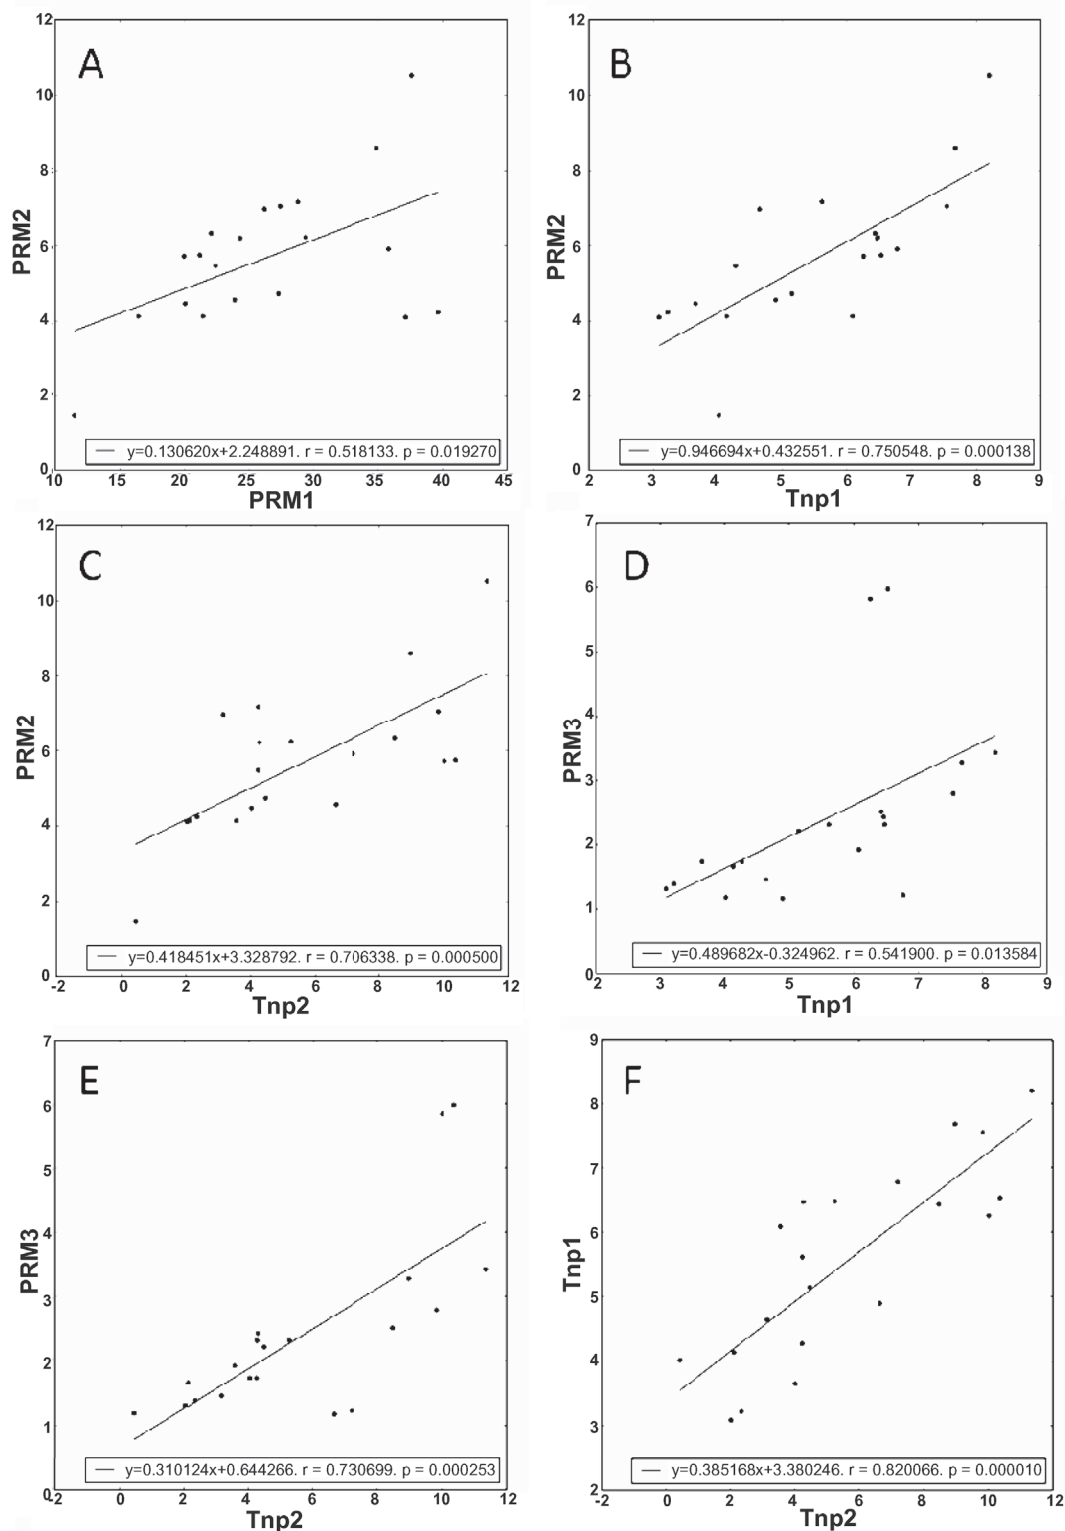 A
12
10
8
6
4
2
0
PRM2
y=0.130620x+2.248891. r = 0.518133. p = 0.019270
10 15 20 25 30 35 40 45
PRM1
B
12
10
8
6
4
2
0
PRM2
y=0.946694x+0.432551. r = 0.750548. p = 0.000138
2 3 4 5 6 7 8 9
Tnp1
C
12
10
8
6
4
2
0
PRM2
y=0.418451x+3.328792. r = 0.706338. p = 0.000500
-2 0 2 4 6 8 10 12
Tnp2
D
7
6
5
4
3
2
1
0
PRM3
y=0.489682x-0.324962. r = 0.541900. p = 0.013584
2 3 4 5 6 7 8 9
Tnp1
E
7
6
5
4
3
2
1
0
PRM3
y=0.310124x+0.644266. r = 0.730699. p = 0.000253
-2 0 2 4 6 8 10 12
Tnp2
F
9
8
7
6
5
4
3
2
Tnp1
y=0.385168x+3.380246. r = 0.820066. p = 0.000010
-2 0 2 4 6 8 10 12
Tnp2